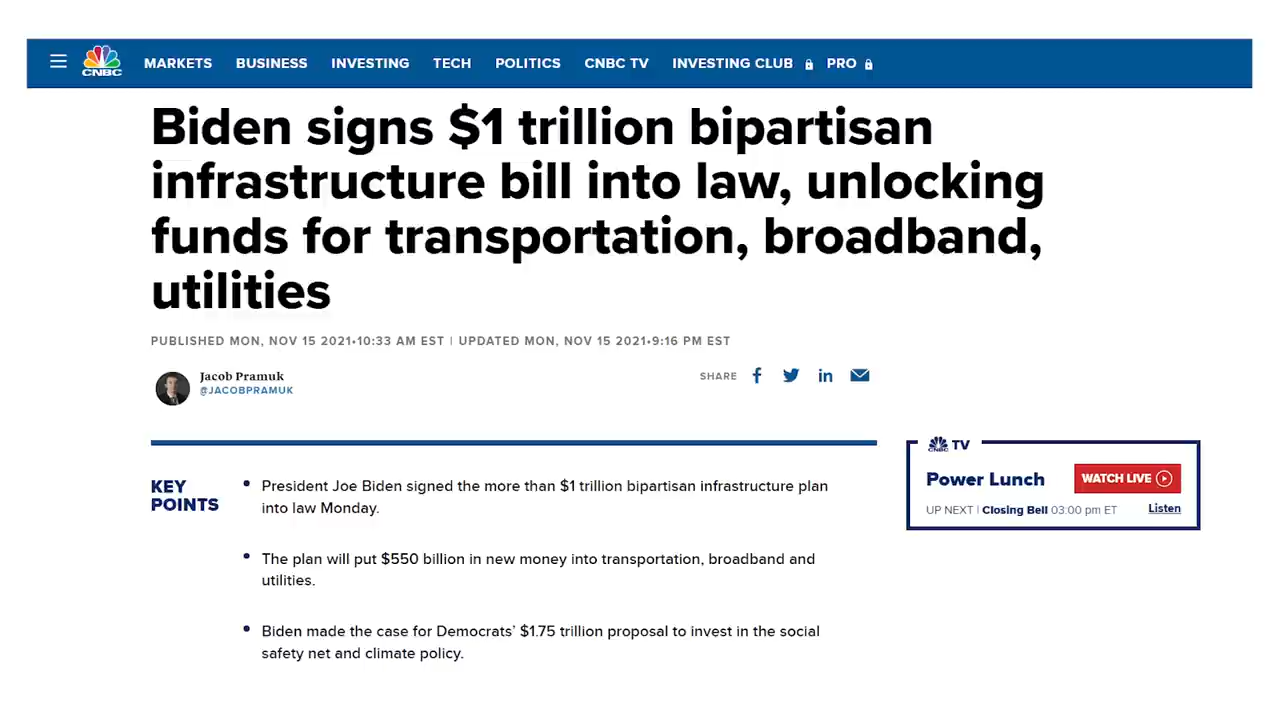 CNBC
MARKETS BUSINESS INVESTING TECH POLITICS CNBC TV INVESTING CLUB PRO
Biden signs $1 trillion bipartisan
infrastructure bill into law, unlocking
funds for transportation, broadband,
utilities
PUBLISHED MON, NOV 15 2021•10:33 AM EST | UPDATED MON, NOV 15 2021•9:16 PM EST
Jacob Pramuk
@JACOBPRAMUK
SHARE
KEY
POINTS
• President Joe Biden signed the more than $1 trillion bipartisan infrastructure plan
into law Monday.
• The plan will put $550 billion in new money into transportation, broadband and
utilities.
• Biden made the case for Democrats’ $1.75 trillion proposal to invest in the social
safety net and climate policy.
CNBC TV
Power Lunch
WATCH LIVE
UP NEXT | Closing Bell 03:00 pm ET
Listen